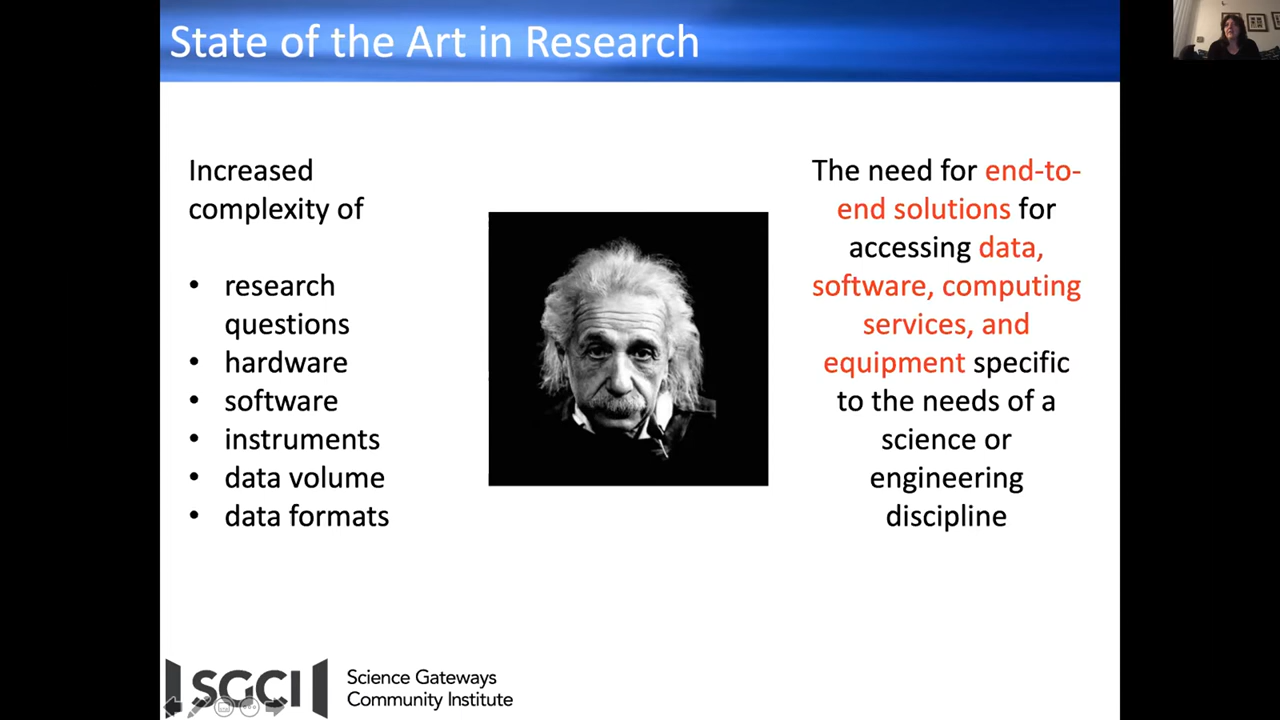 State of the Art in Research
Increased
complexity of
• research
questions
• hardware
• software
• instruments
• data volume
• data formats
The need for end-to-
end solutions for
accessing data,
software, computing
services, and
equipment specific
to the needs of a
science or
engineering
discipline
SGCI
Science Gateways
Community Institute